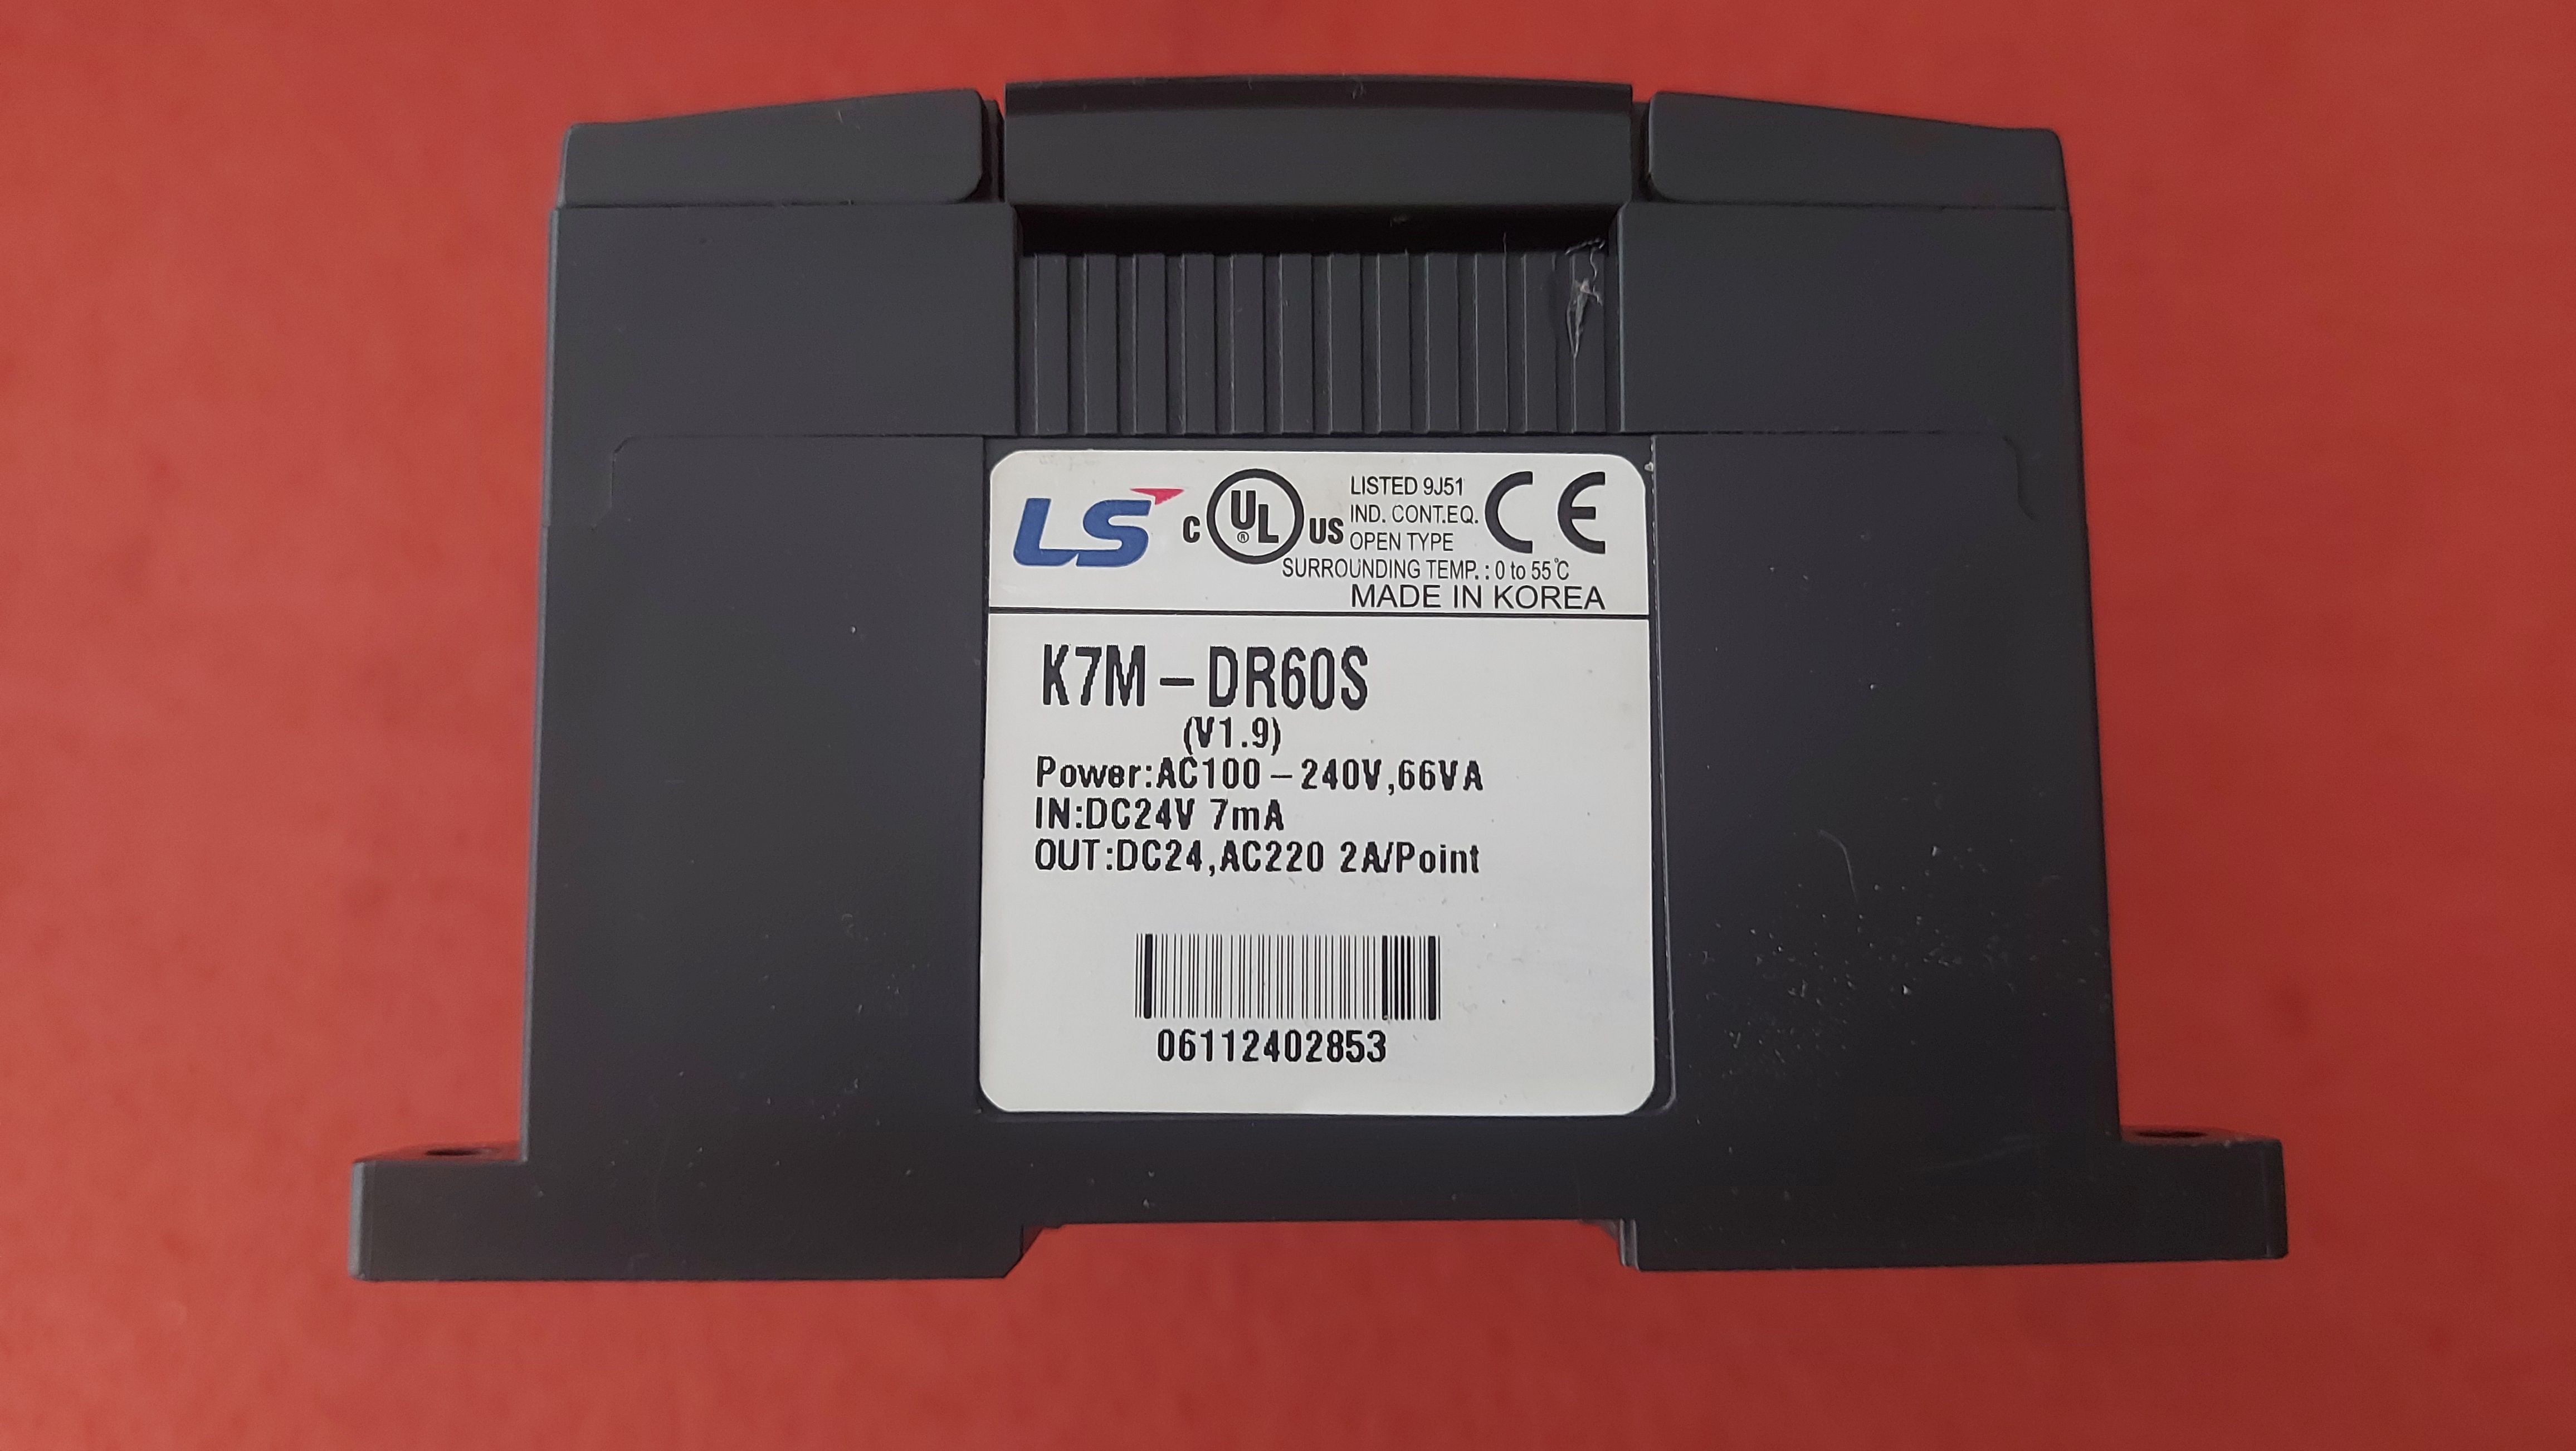 LS
C UL ® US
LISTED 9J51
IND. CONT.EQ.
OPEN TYPE
CE
SURROUNDING TEMP. : 0 to 55℃
MADE IN KOREA
K7M-DR60S
(V1.9)
Power:AC100-240V,66VA
IN:DC24V 7mA
OUT:DC24,AC220 2A/Point
06112402853